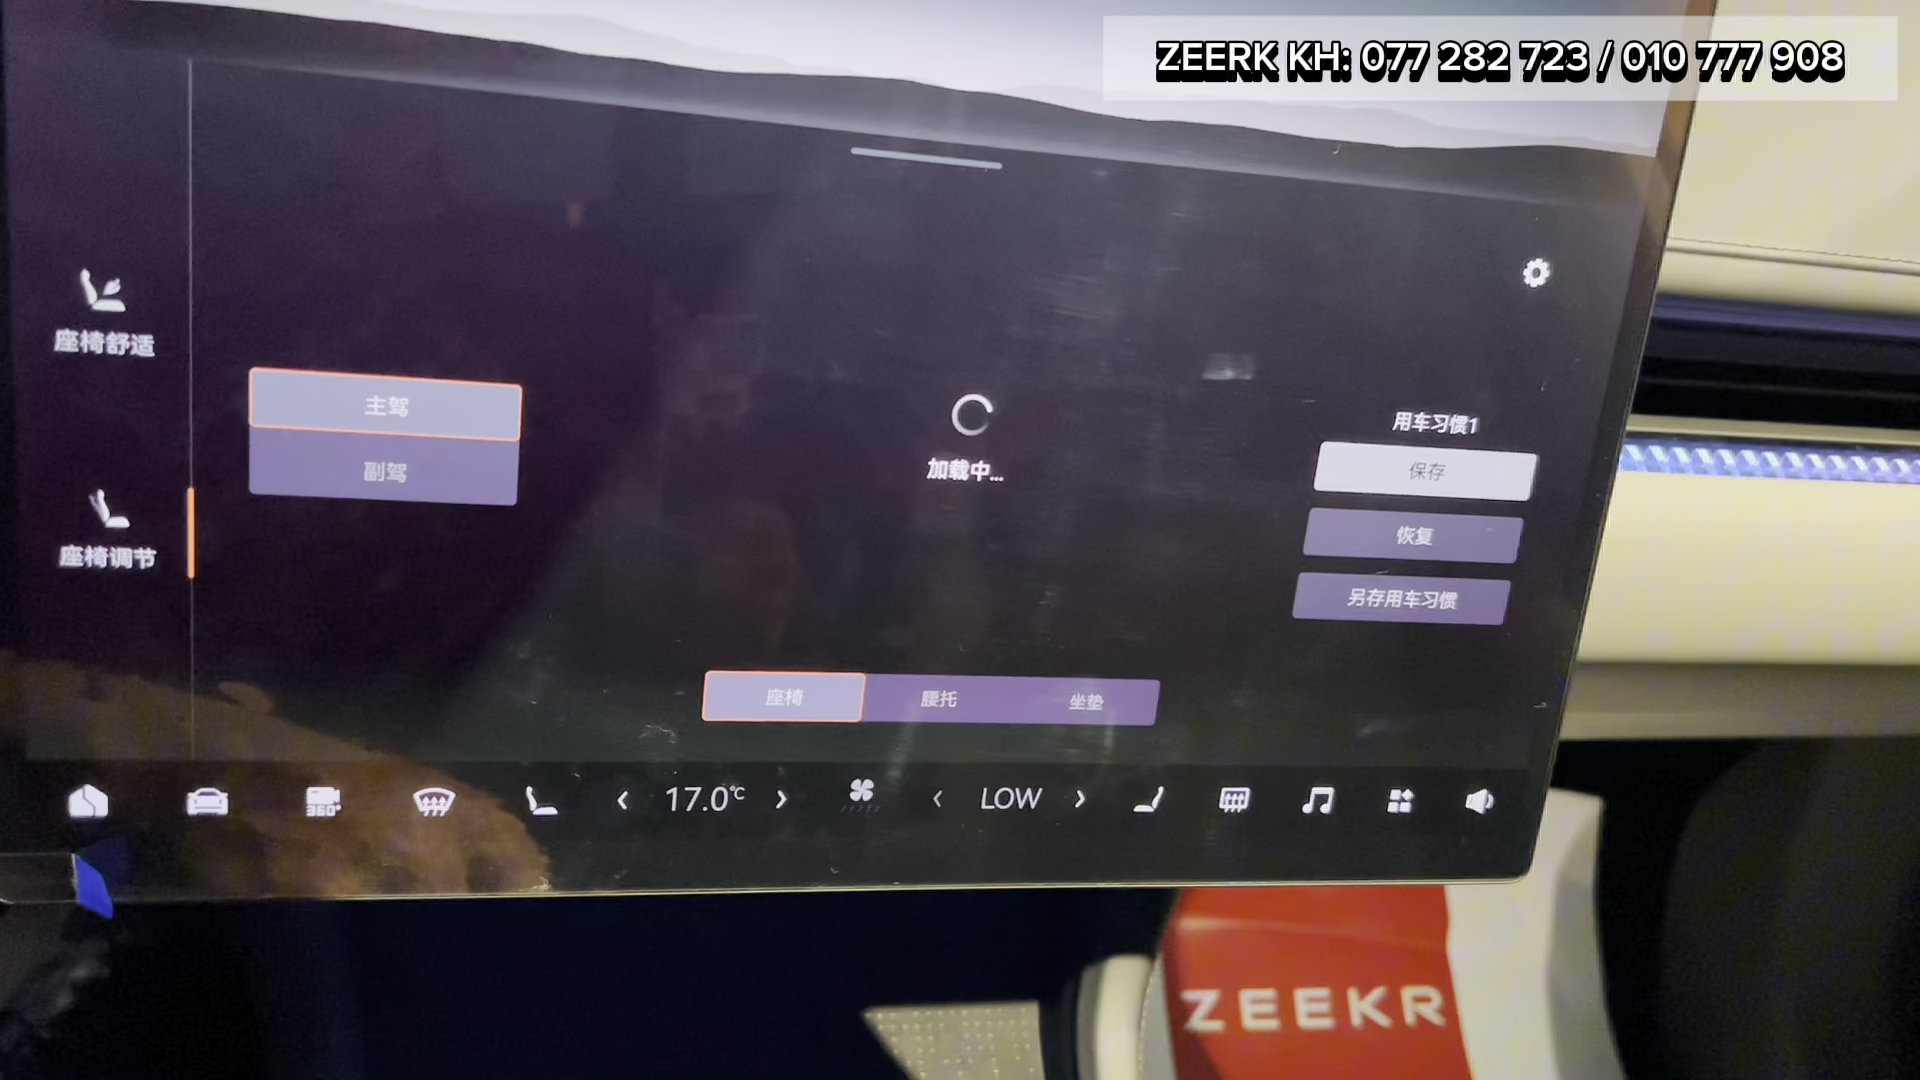 ZEERK KH: 077 282 723 / 010 777 908
座椅舒适
主驾
副驾
加载中...
用车习惯1
保存
恢复
另存用车习惯
座椅调节
座椅
腰托
坐垫
360°
17.0°C
LOW
ZEEKR